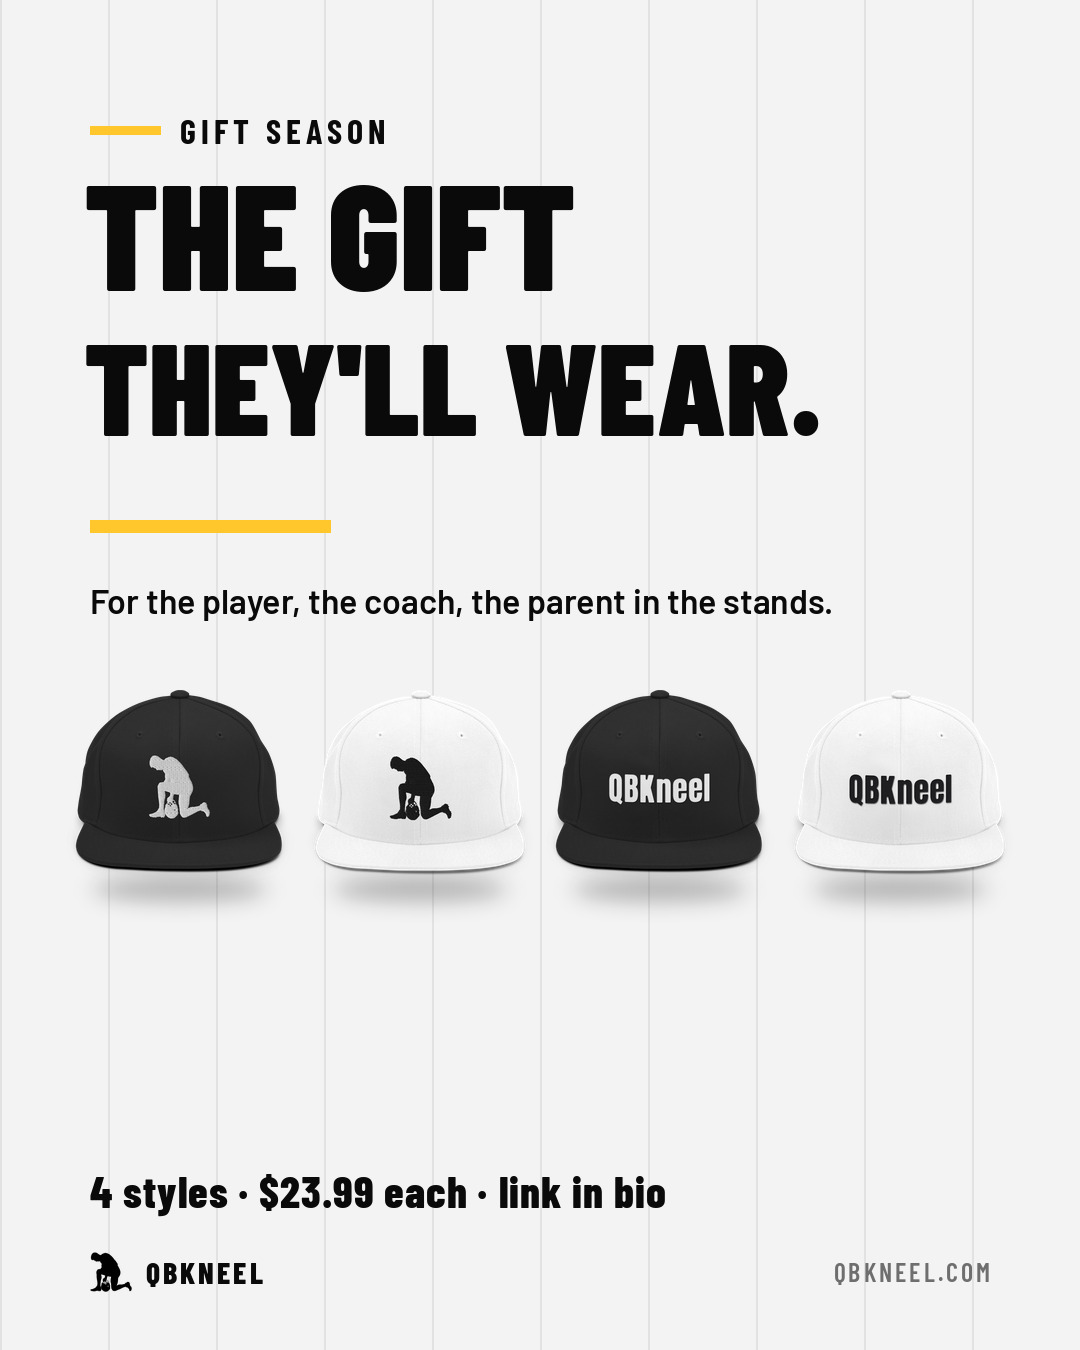 GIFT SEASON
THE GIFT
THEY'LL WEAR.
For the player, the coach, the parent in the stands.
QBKneel
QBKneel
4 styles · $23.99 each · link in bio
QBKNEEL
QBKNEEL.COM